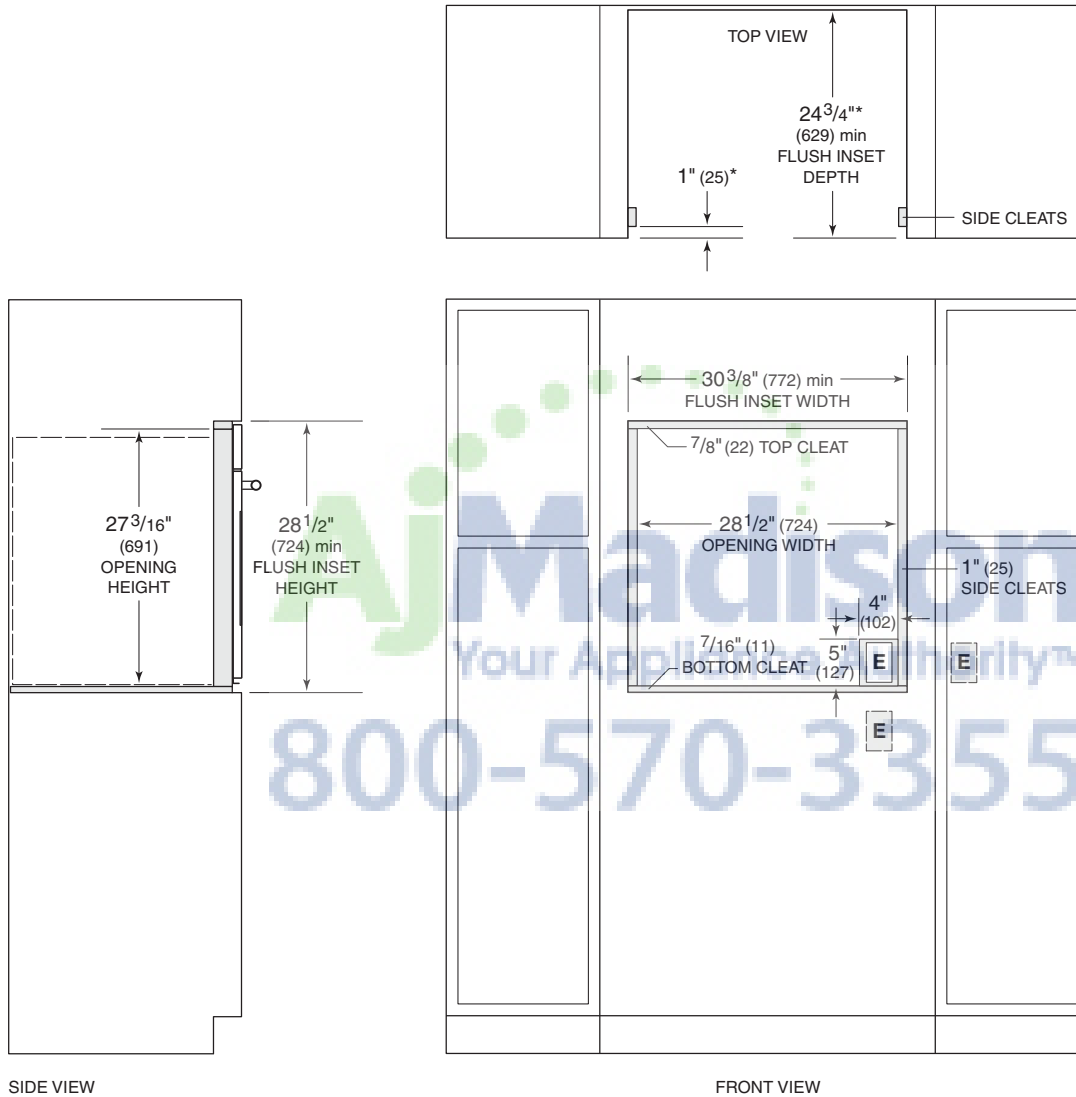 TOP VIEW
24 3/4"*
(629) min
FLUSH INSET
DEPTH
1" (25)*
SIDE CLEATS
30 3/8" (772) min
FLUSH INSET WIDTH
7/8" (22) TOP CLEAT
27 3/16"
(691)
OPENING
HEIGHT
28 1/2"
(724) min
FLUSH INSET
HEIGHT
28 1/2" (724)
OPENING WIDTH
1" (25)
SIDE CLEATS
4"
(102)
7/16" (11)
BOTTOM CLEAT
5"
(127)
E
E
E
AjMadison
Your Appliance Authority™
800-570-3355
SIDE VIEW
FRONT VIEW